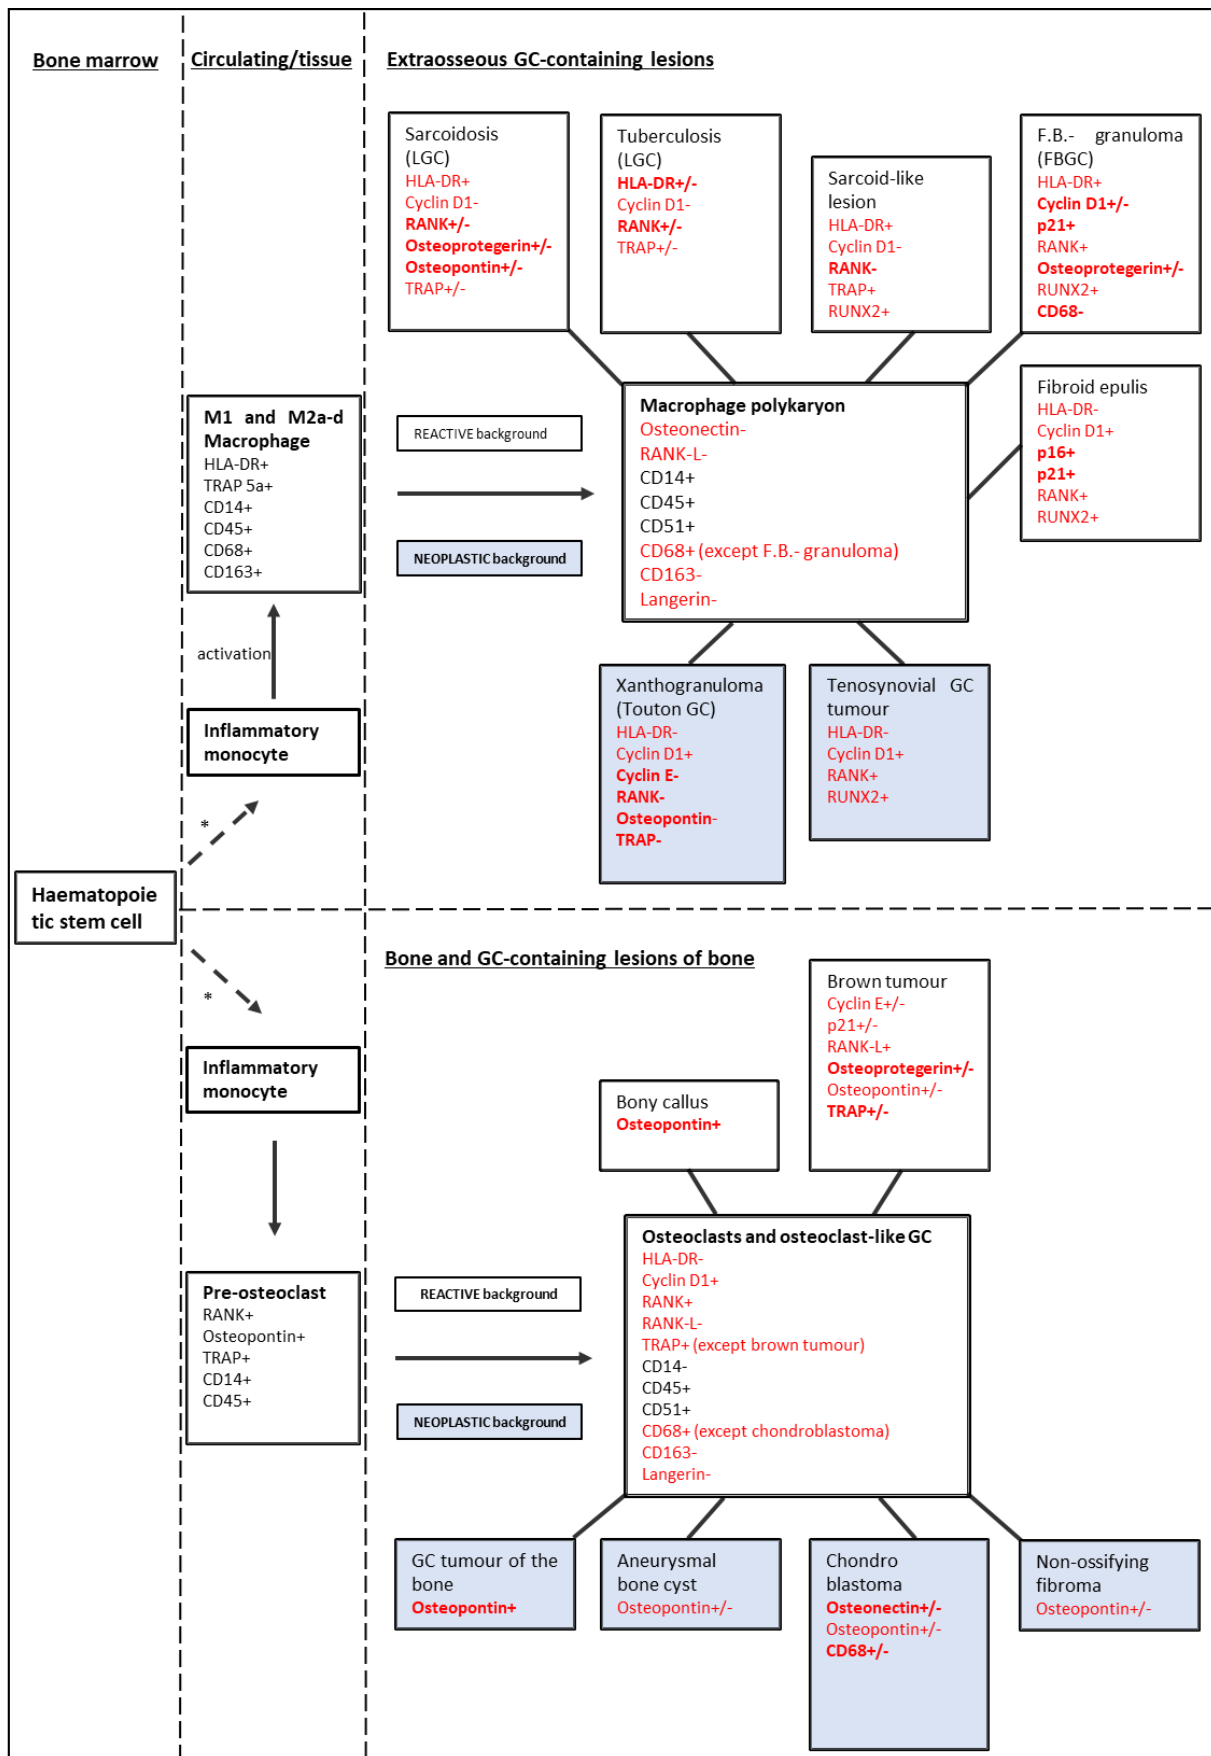 Bone marrow
Circulating/tissue
Extraosseous GC-containing lesions
Sarcoidosis
(LGC)
HLA-DR+
Cyclin D1-
RANK+/-
Osteoprotegerin+/-
Osteopontin+/-
TRAP+/-
Tuberculosis
(LGC)
HLA-DR+/-
Cyclin D1-
RANK+/-
TRAP+/-
Sarcoid-like
lesion
HLA-DR+
Cyclin D1-
RANK-
TRAP+
RUNX2+
F.B.- granuloma
(FBGC)
HLA-DR+
Cyclin D1+/-
p21+
RANK+
Osteoprotegerin+/-
RUNX2+
CD68-
Fibroid epulis
HLA-DR-
Cyclin D1+
p16+
p21+
RANK+
RUNX2+
M1 and M2a-d
Macrophage
HLA-DR+
TRAP 5a+
CD14+
CD45+
CD68+
CD163+
REACTIVE background
NEOPLASTIC background
Macrophage polykaryon
Osteonectin-
RANK-L-
CD14+
CD45+
CD51+
CD68+ (except F.B.- granuloma)
CD163-
Langerin-
activation
Inflammatory
monocyte
*
Xanthogranuloma
(Touton GC)
HLA-DR-
Cyclin D1+
Cyclin E-
RANK-
Osteopontin-
TRAP-
Tenosynovial GC
tumour
HLA-DR-
Cyclin D1+
RANK+
RUNX2+
Haematopoie
tic stem cell
*
Bone and GC-containing lesions of bone
Inflammatory
monocyte
Bony callus
Osteopontin+
Brown tumour
Cyclin E+/-
p21+/-
RANK-L+
Osteoprotegerin+/-
Osteopontin+/-
TRAP+/-
Pre-osteoclast
RANK+
Osteopontin+
TRAP+
CD14+
CD45+
REACTIVE background
NEOPLASTIC background
Osteoclasts and osteoclast-like GC
HLA-DR-
Cyclin D1+
RANK+
RANK-L-
TRAP+ (except brown tumour)
CD14-
CD45+
CD51+
CD68+ (except chondroblastoma)
CD163-
Langerin-
GC tumour of the
bone
Osteopontin+
Aneurysmal
bone cyst
Osteopontin+/-
Chondro
blastoma
Osteonectin+/-
Osteopontin+/-
CD68+/-
Non-ossifying
fibroma
Osteopontin+/-